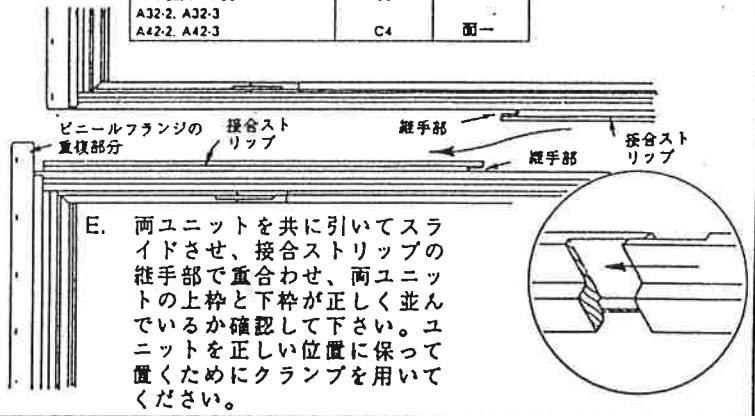 A32-2, A32-3
A42-2, A42-3 C4 面一
ビニールフランジの
重複部分
接合スト
リップ
継手部
接合スト
リップ
継手部
E. 両ユニットを共に引いてスラ
イドさせ、接合ストリップの
継手部で重合わせ、両ユニッ
トの上枠と下枠が正しく並ん
でいるか確認して下さい。ユ
ニットを正しい位置に保って
置くためにクランプを用いて
ください。